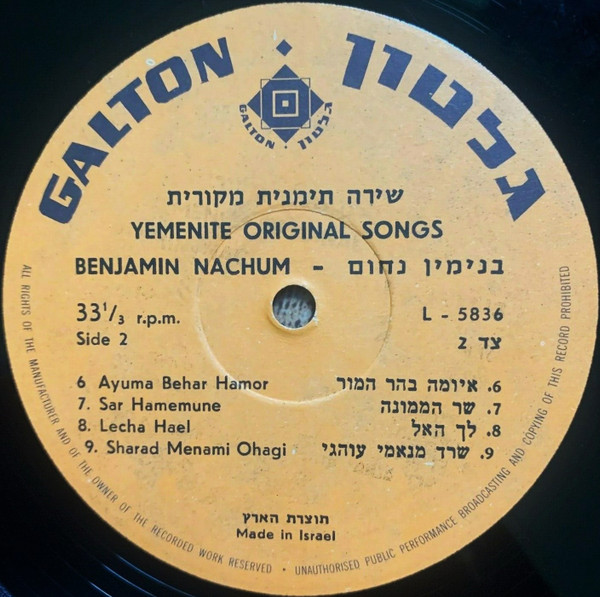 GALTON • גלטון
GALTON • גלטון
שירה תימנית מקורית
YEMENITE ORIGINAL SONGS
BENJAMIN NACHUM - בנימין נחום
33 1/3 r.p.m. L - 5836
Side 2 צד 2
6 Ayuma Behar Hamor 6. איומה בהר המור
7. Sar Hamemune 7. שר הממונה
8. Lecha Hael 8. לך האל
9. Sharad Menami Ohagi 9. שרד מנאמי עוהגי
תוצרת הארץ
Made in Israel
ALL RIGHTS OF THE MANUFACTURER AND OF THE OWNER OF THE RECORDED WORK RESERVED • UNAUTHORISED PUBLIC PERFORMANCE BROADCASTING AND COPYING OF THIS RECORD PROHIBITED